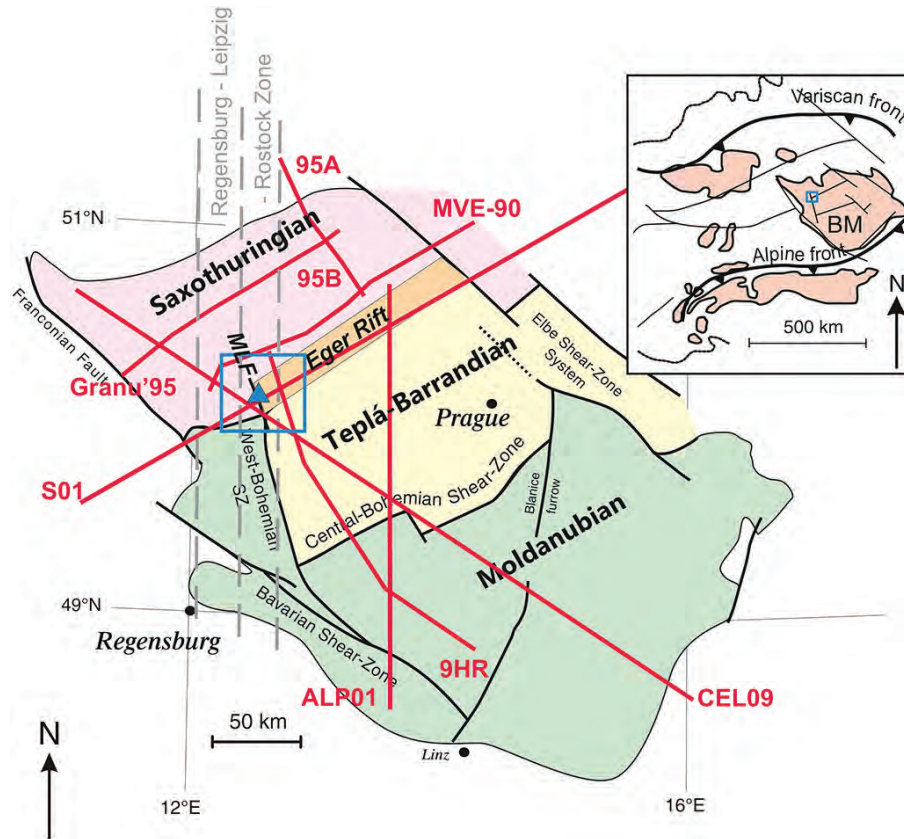 Regensburg - Leipzig
- Rostock Zone
95A
51°N
MVE-90
Saxothuringian
95B
Franconian Fault
MLF
Eger Rift
Elbe Shear-Zone
System
Granu'95
Teplá-Barrandian
Prague
S01
Nest-Bohemian
SZ
Central-Bohemian Shear-Zone
Blanice
furrow
Moldanubian
49°N
Regensburg
Bavarian Shear-Zone
9HR
ALP01
CEL09
50 km
N
Linz
12°E
16°E
Variscan front
BM
Alpine front
N
500 km